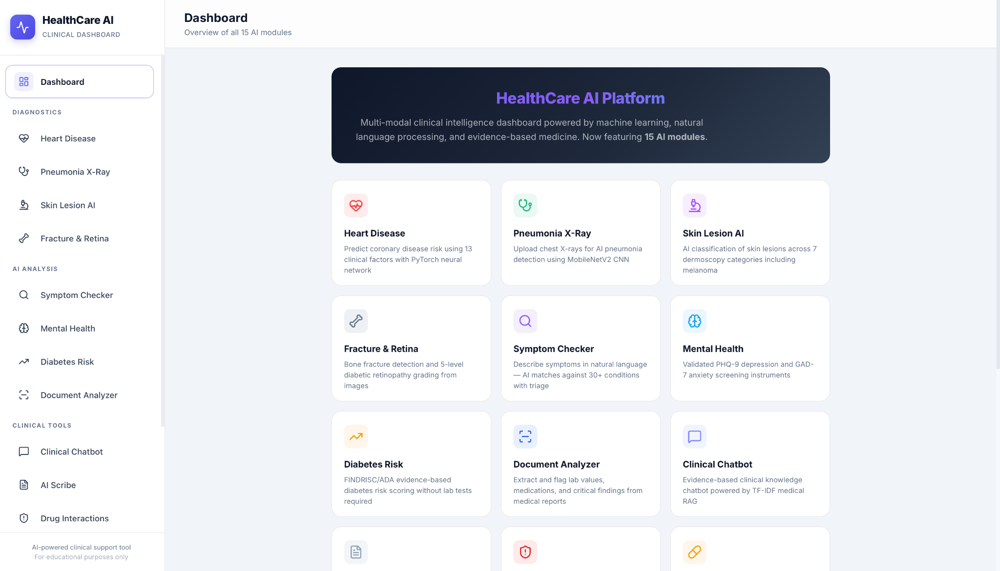 HealthCare AI
CLINICAL DASHBOARD
Dashboard
DIAGNOSTICS
Heart Disease
Pneumonia X-Ray
Skin Lesion AI
Fracture & Retina
AI ANALYSIS
Symptom Checker
Mental Health
Diabetes Risk
Document Analyzer
CLINICAL TOOLS
Clinical Chatbot
AI Scribe
Drug Interactions
AI-powered clinical support tool
For educational purposes only
Dashboard
Overview of all 15 AI modules
HealthCare AI Platform
Multi-modal clinical intelligence dashboard powered by machine learning, natural
language processing, and evidence-based medicine. Now featuring 15 AI modules.
Heart Disease
Predict coronary disease risk using 13
clinical factors with PyTorch neural
network
Pneumonia X-Ray
Upload chest X-rays for AI pneumonia
detection using MobileNetV2 CNN
Skin Lesion AI
AI classification of skin lesions across 7
dermoscopy categories including
melanoma
Fracture & Retina
Bone fracture detection and 5-level
diabetic retinopathy grading from
images
Symptom Checker
Describe symptoms in natural language
— AI matches against 30+ conditions
with triage
Mental Health
Validated PHQ-9 depression and GAD-
7 anxiety screening instruments
Diabetes Risk
FINDRISC/ADA evidence-based
diabetes risk scoring without lab tests
required
Document Analyzer
Extract and flag lab values,
medications, and critical findings from
medical reports
Clinical Chatbot
Evidence-based clinical knowledge
chatbot powered by TF-IDF medical
RAG